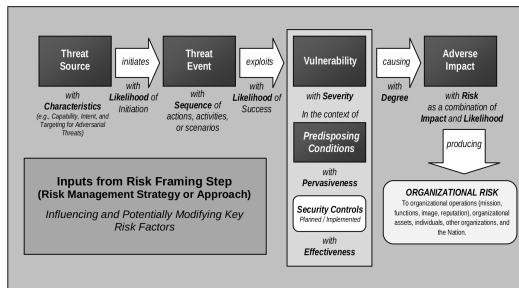 Threat
Source
initiates
Threat
Event
exploits
Vulnerability
causing
Adverse
Impact
with
Characteristics
(e.g., Capability, Intent, and
Targeting for Adversarial
Threats)
with
Likelihood of
Initiation
with
Sequence of
actions, activities,
or scenarios
with
Likelihood of
Success
with Severity
In the context of
Predisposing
Conditions
with
Pervasiveness
Security Controls
Planned / Implemented
with
Effectiveness
with
Degree
with Risk
as a combination of
Impact and Likelihood
producing
ORGANIZATIONAL RISK
To organizational operations (mission,
functions, image, reputation), organizational
assets, individuals, other organizations, and
the Nation.
Inputs from Risk Framing Step
(Risk Management Strategy or Approach)
Influencing and Potentially Modifying Key
Risk Factors